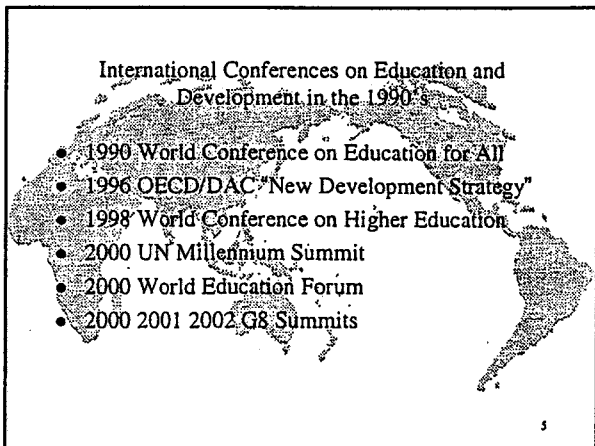 International Conferences on Education and
Development in the 1990's
• 1990 World Conference on Education for All
• 1996 OECD/DAC "New Development Strategy"
• 1998 World Conference on Higher Education
• 2000 UN Millennium Summit
• 2000 World Education Forum
• 2000 2001 2002 G8 Summits
5